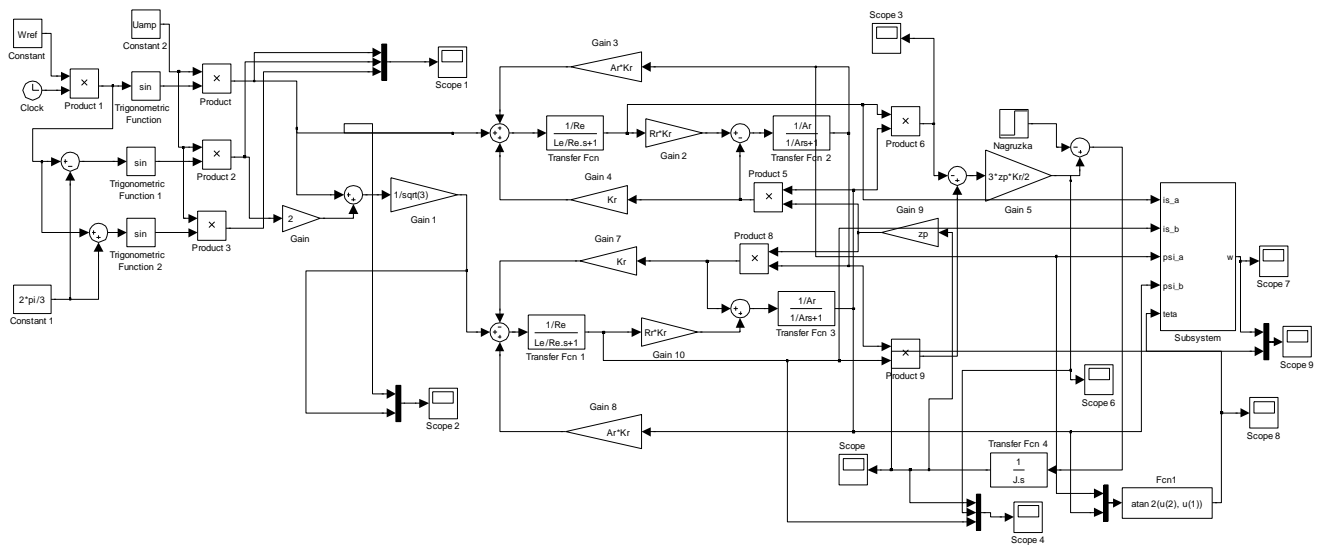 Wref
Constant
Clock
×
Product 1
Uamp
Constant 2
sin
Trigonometric
Function
×
Product
Scope 1
sin
Trigonometric
Function 1
×
Product 2
sin
Trigonometric
Function 2
×
Product 3
2*pi/3
Constant 1
2
Gain
1/sqrt(3)
Gain 1
Scope 2
Gain 3
Ar*Kr
1/Re
Le/Re.s+1
Transfer Fcn
Rr*Kr
Gain 2
1/Ar
1/Ars+1
Transfer Fcn 2
Gain 4
Kr
Product 5
×
Gain 7
Kr
Product 8
×
Gain 9
zp
1/Re
Le/Re.s+1
Transfer Fcn 1
Rr*Kr
Gain 10
1/Ar
1/Ars+1
Transfer Fcn 3
Gain 8
Ar*Kr
Scope 3
×
Product 6
Nagruzka
3*zp*Kr/2
Gain 5
×
Product 9
Scope 6
Scope
Transfer Fcn 4
1
J.s
Scope 4
Fcn1
atan 2(u(2), u(1))
is_a
is_b
psi_a
psi_b
teta
w
Subsystem
Scope 7
Scope 9
Scope 8